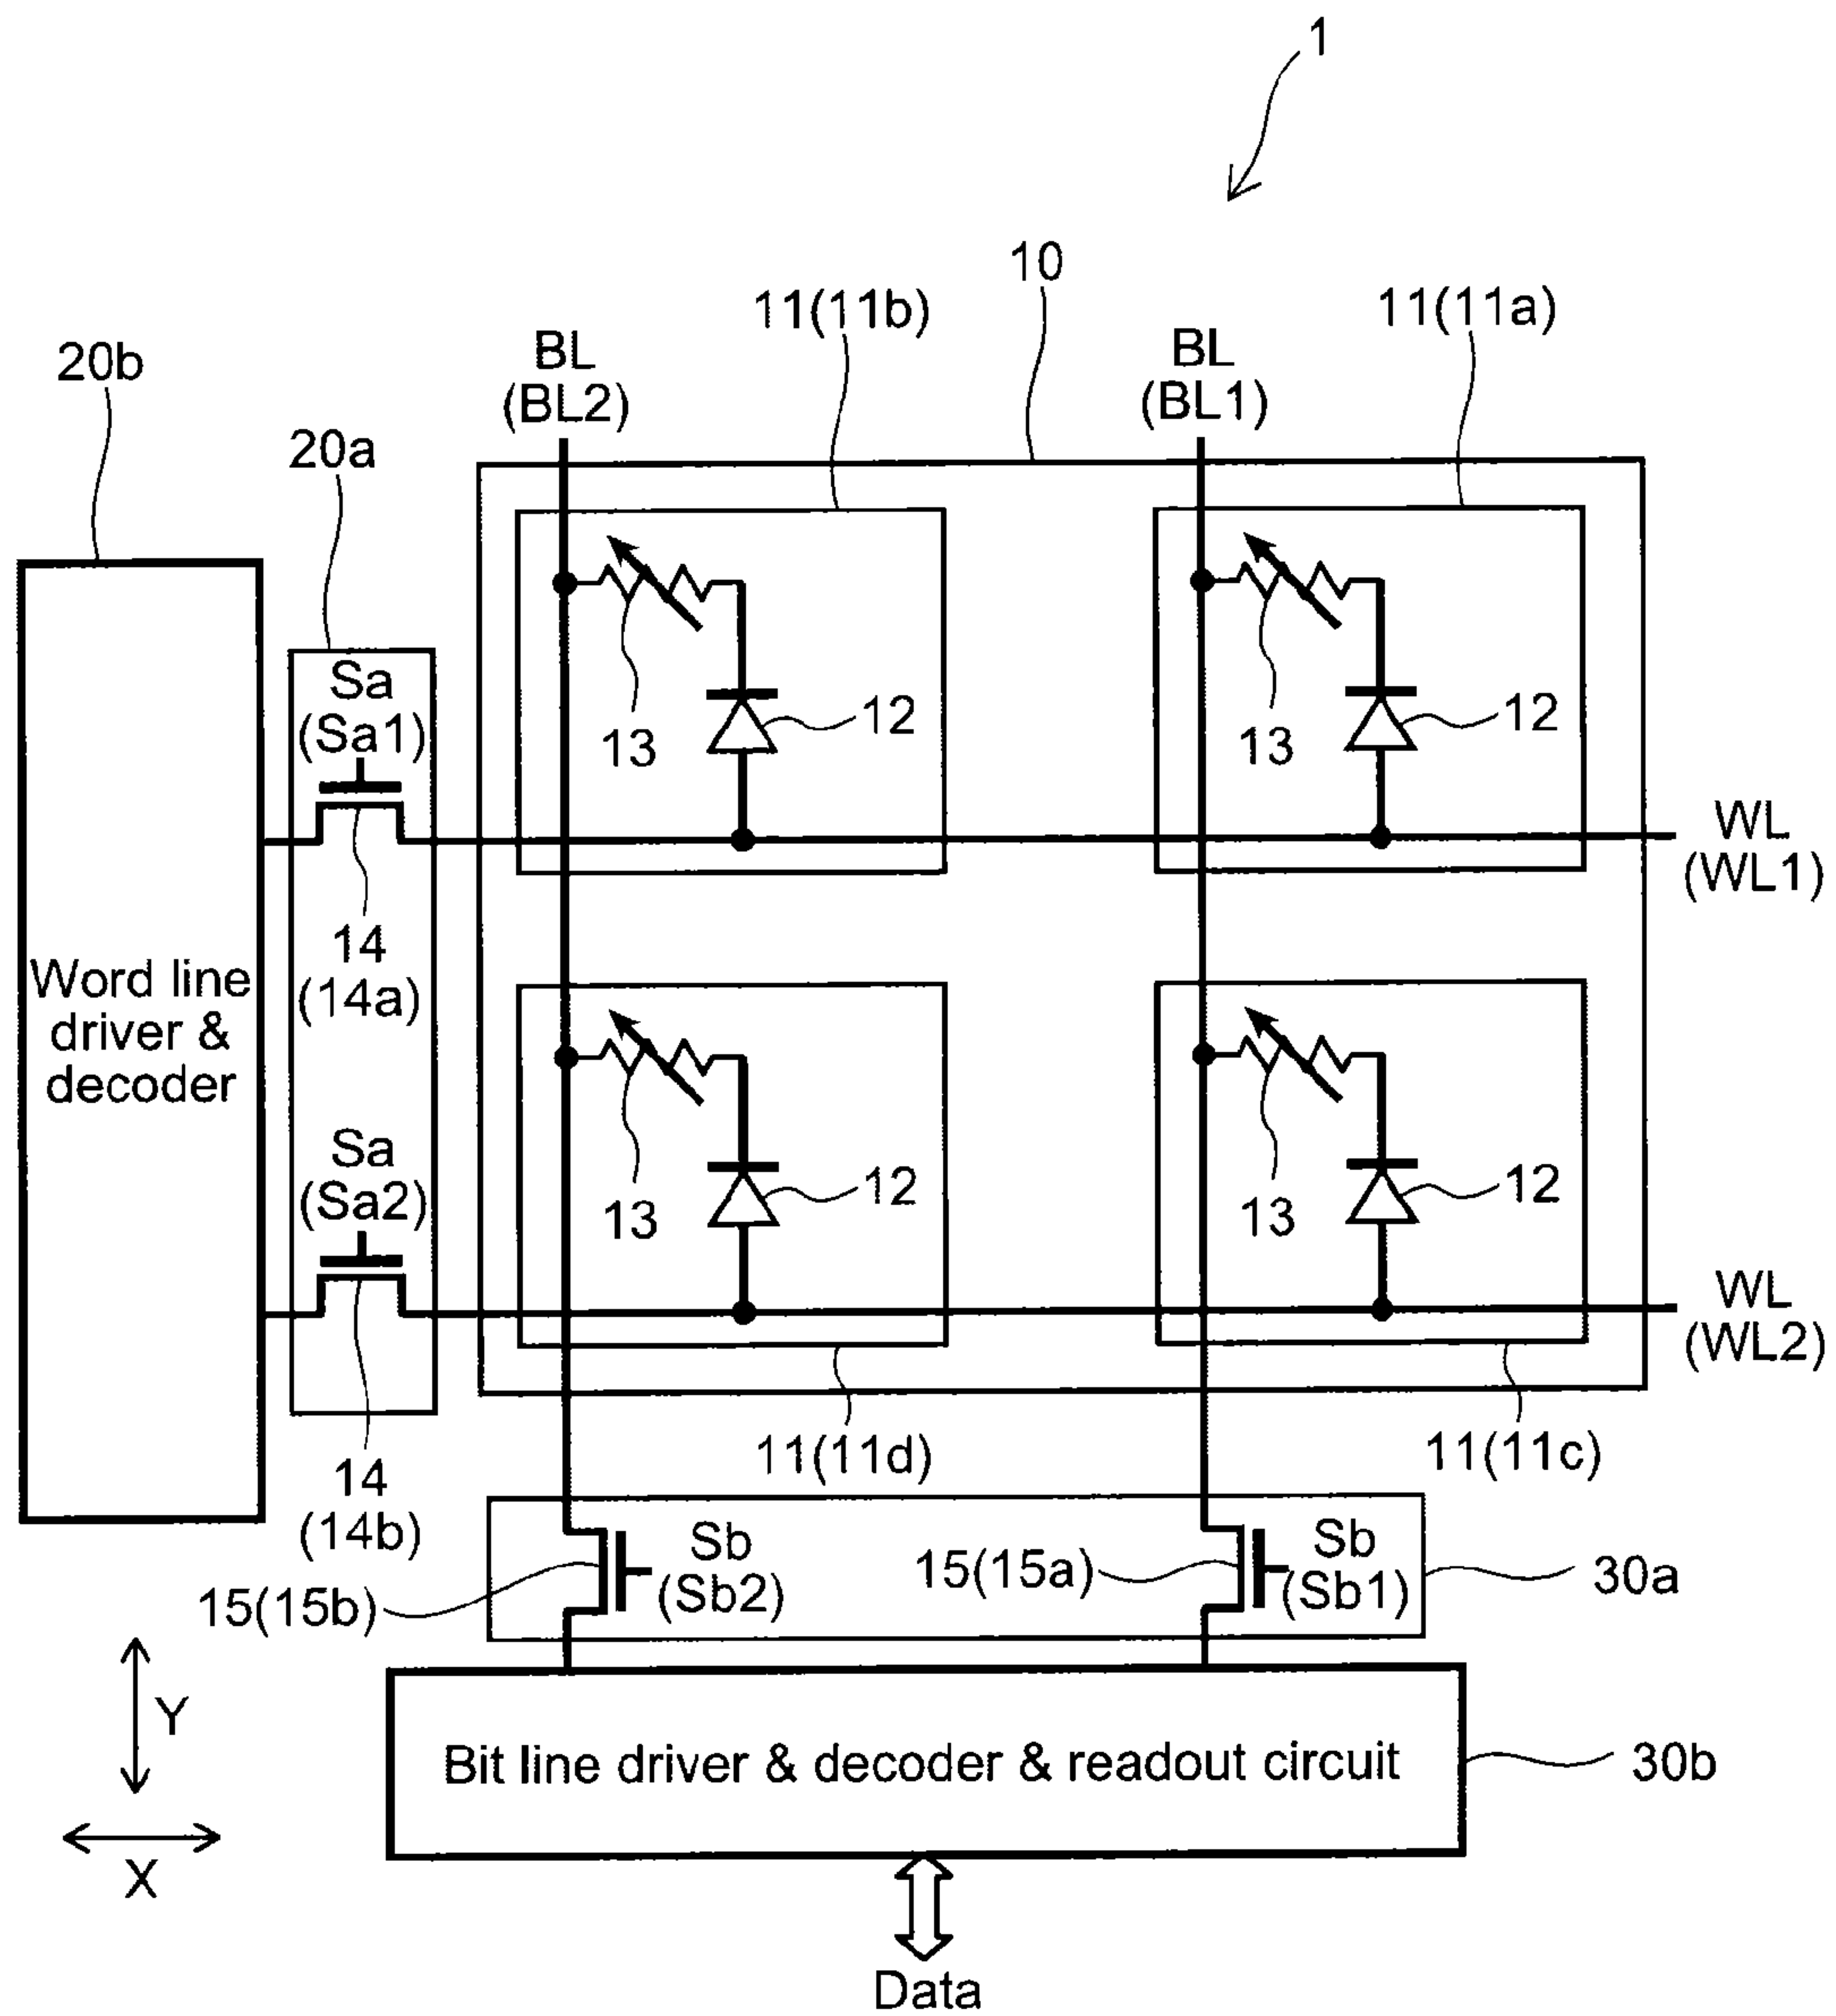 1
10
11(11b)
11(11a)
BL
(BL2)
BL
(BL1)
20b
20a
Sa
(Sa1)
13
12
13
12
WL
(WL1)
14
(14a)
Word line
driver &
decoder
Sa
(Sa2)
13
12
13
12
WL
(WL2)
14
(14b)
11(11d)
11(11c)
15(15b)
Sb
(Sb2)
15(15a)
Sb
(Sb1)
30a
Y
X
Bit line driver & decoder & readout circuit
30b
Data